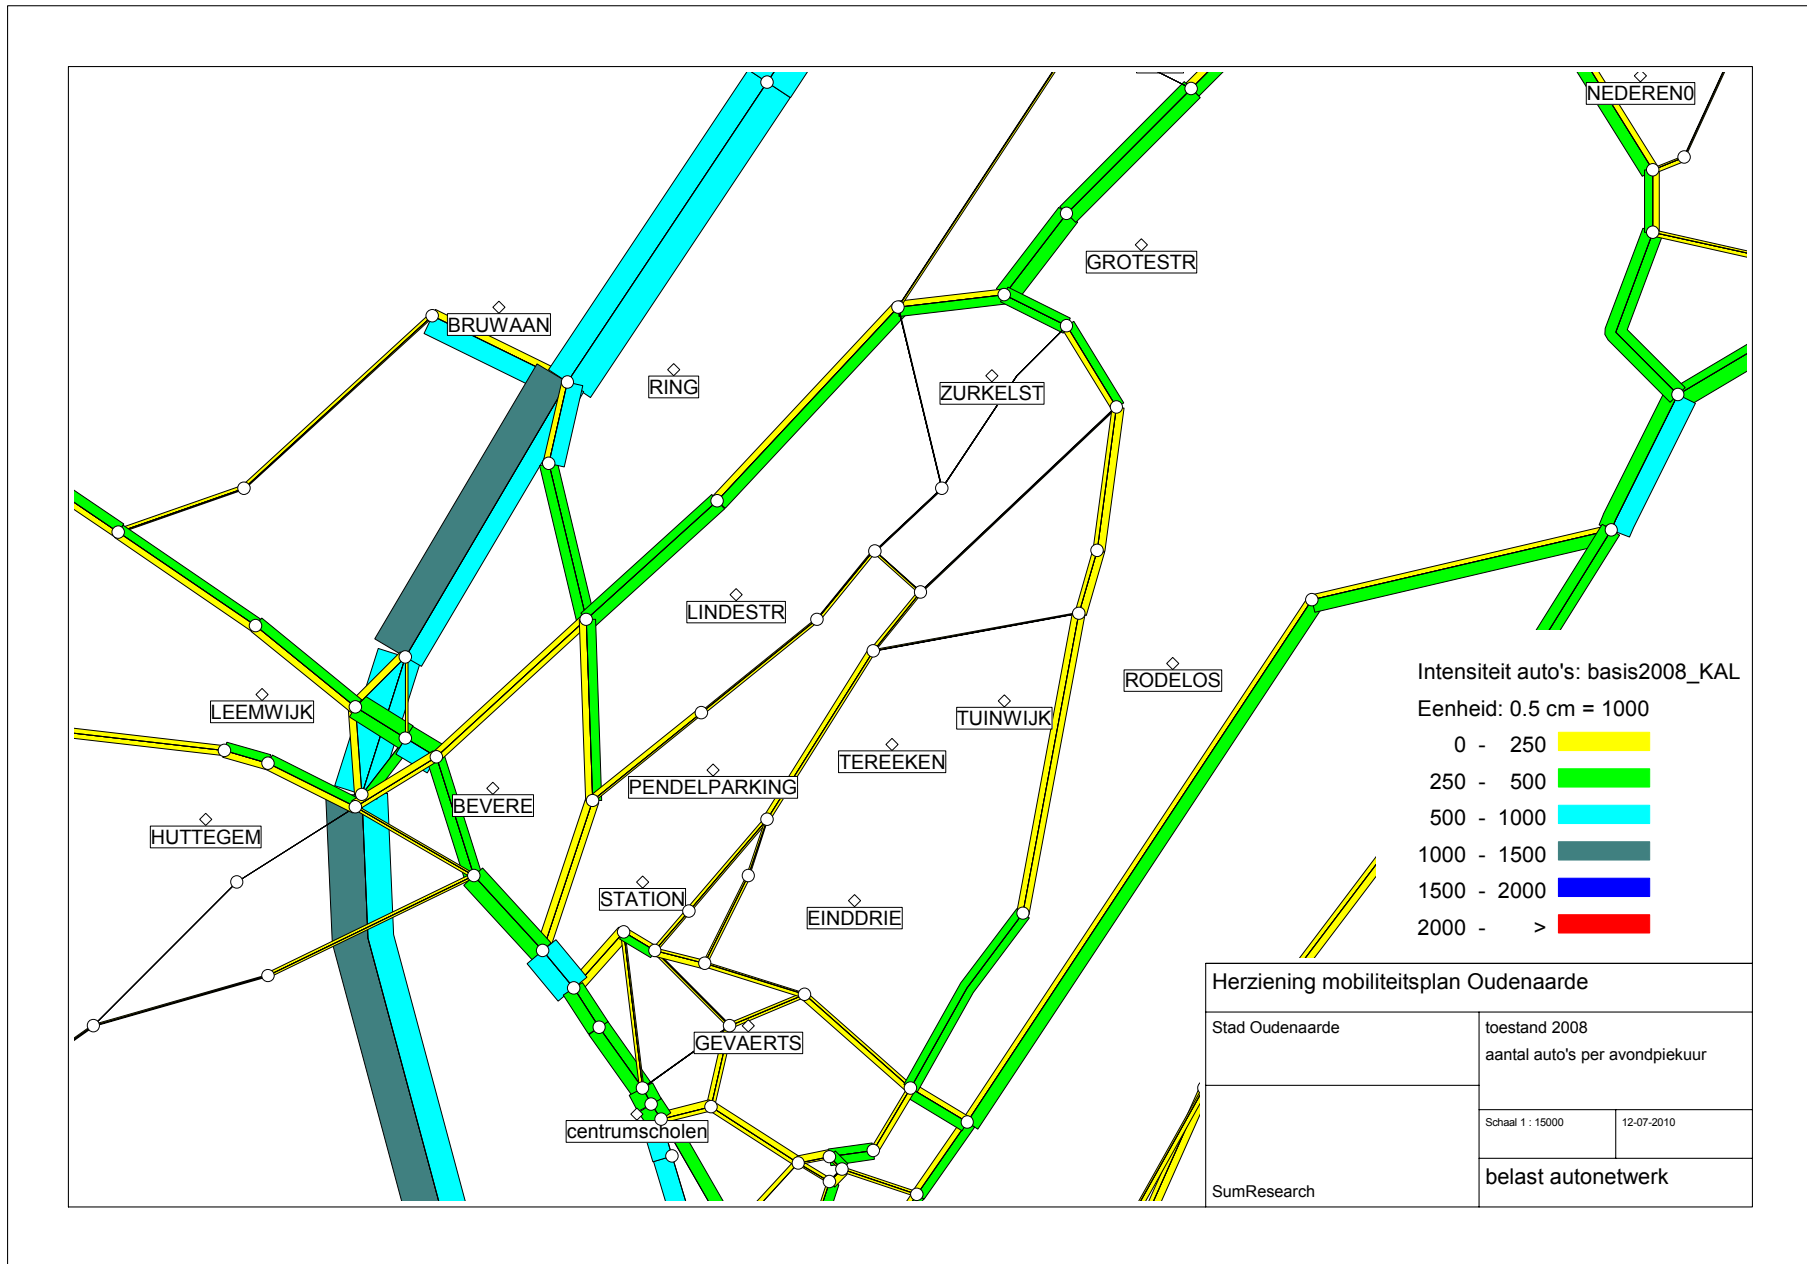 NEDEREN0
GROTESTR
BRUWAAN
RING
ZURKELST
LINDESTR
RODELOS
LEEMWIJK
TUINWIJK
TEREEKEN
PENDELPARKING
BEVERE
HUTTEGEM
STATION
EINDDRIE
GEVAERTS
centrumscholen
Intensiteit auto's: basis2008_KAL
Eenheid: 0.5 cm = 1000
0 - 250
250 - 500
500 - 1000
1000 - 1500
1500 - 2000
2000 - >
Herziening mobiliteitsplan Oudenaarde
Stad Oudenaarde
toestand 2008
aantal auto's per avondpiekuur
Schaal 1 : 15000
12-07-2010
SumResearch
belast autonetwerk